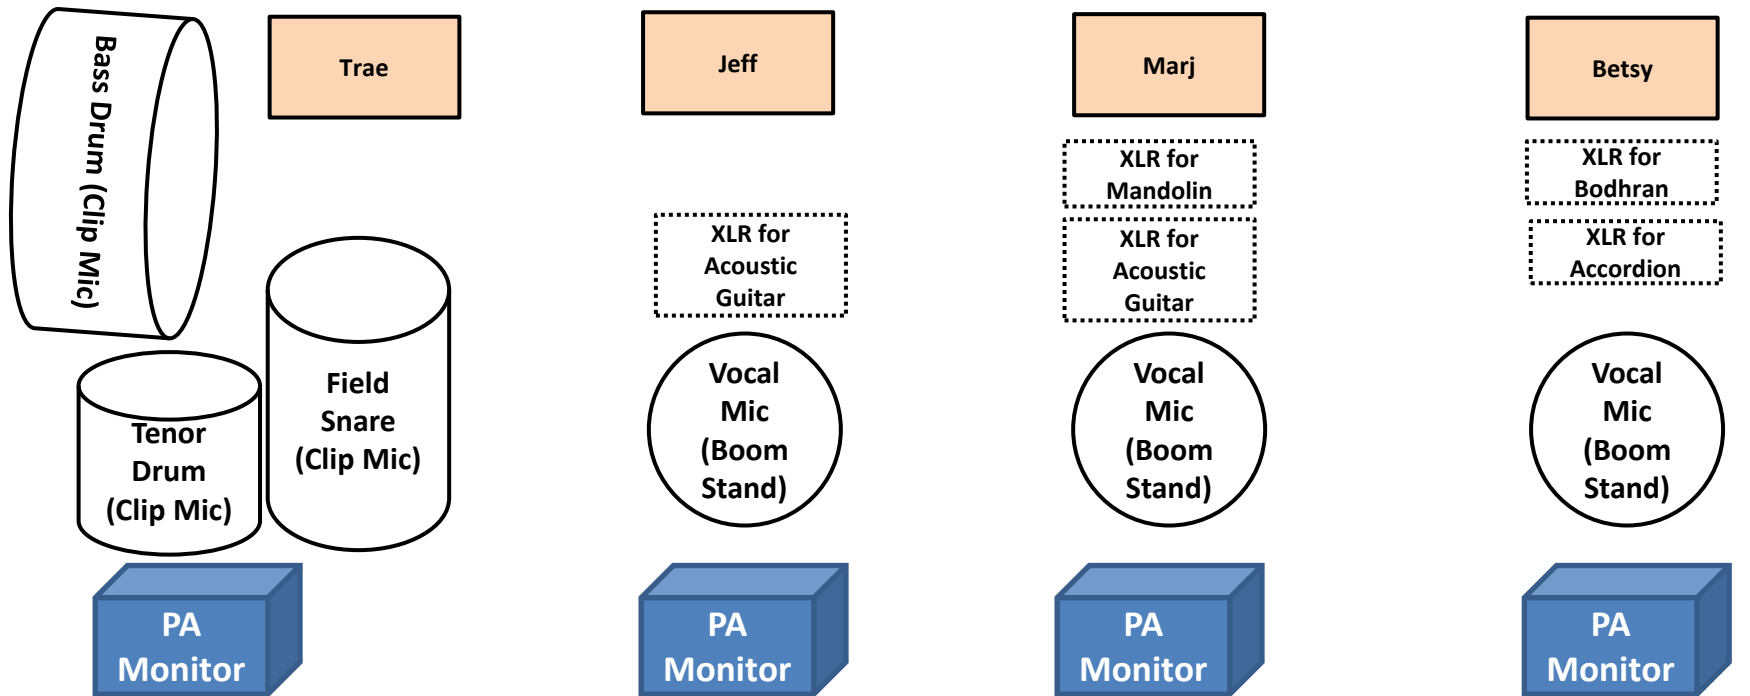 Bass Drum (Clip Mic)
Trae
Jeff
Marj
Betsy
XLR for
Mandolin
XLR for
Bodhran
XLR for
Acoustic
Guitar
XLR for
Acoustic
Guitar
XLR for
Accordion
Tenor
Drum
(Clip Mic)
Field
Snare
(Clip Mic)
Vocal
Mic
(Boom
Stand)
Vocal
Mic
(Boom
Stand)
Vocal
Mic
(Boom
Stand)
PA
Monitor
PA
Monitor
PA
Monitor
PA
Monitor